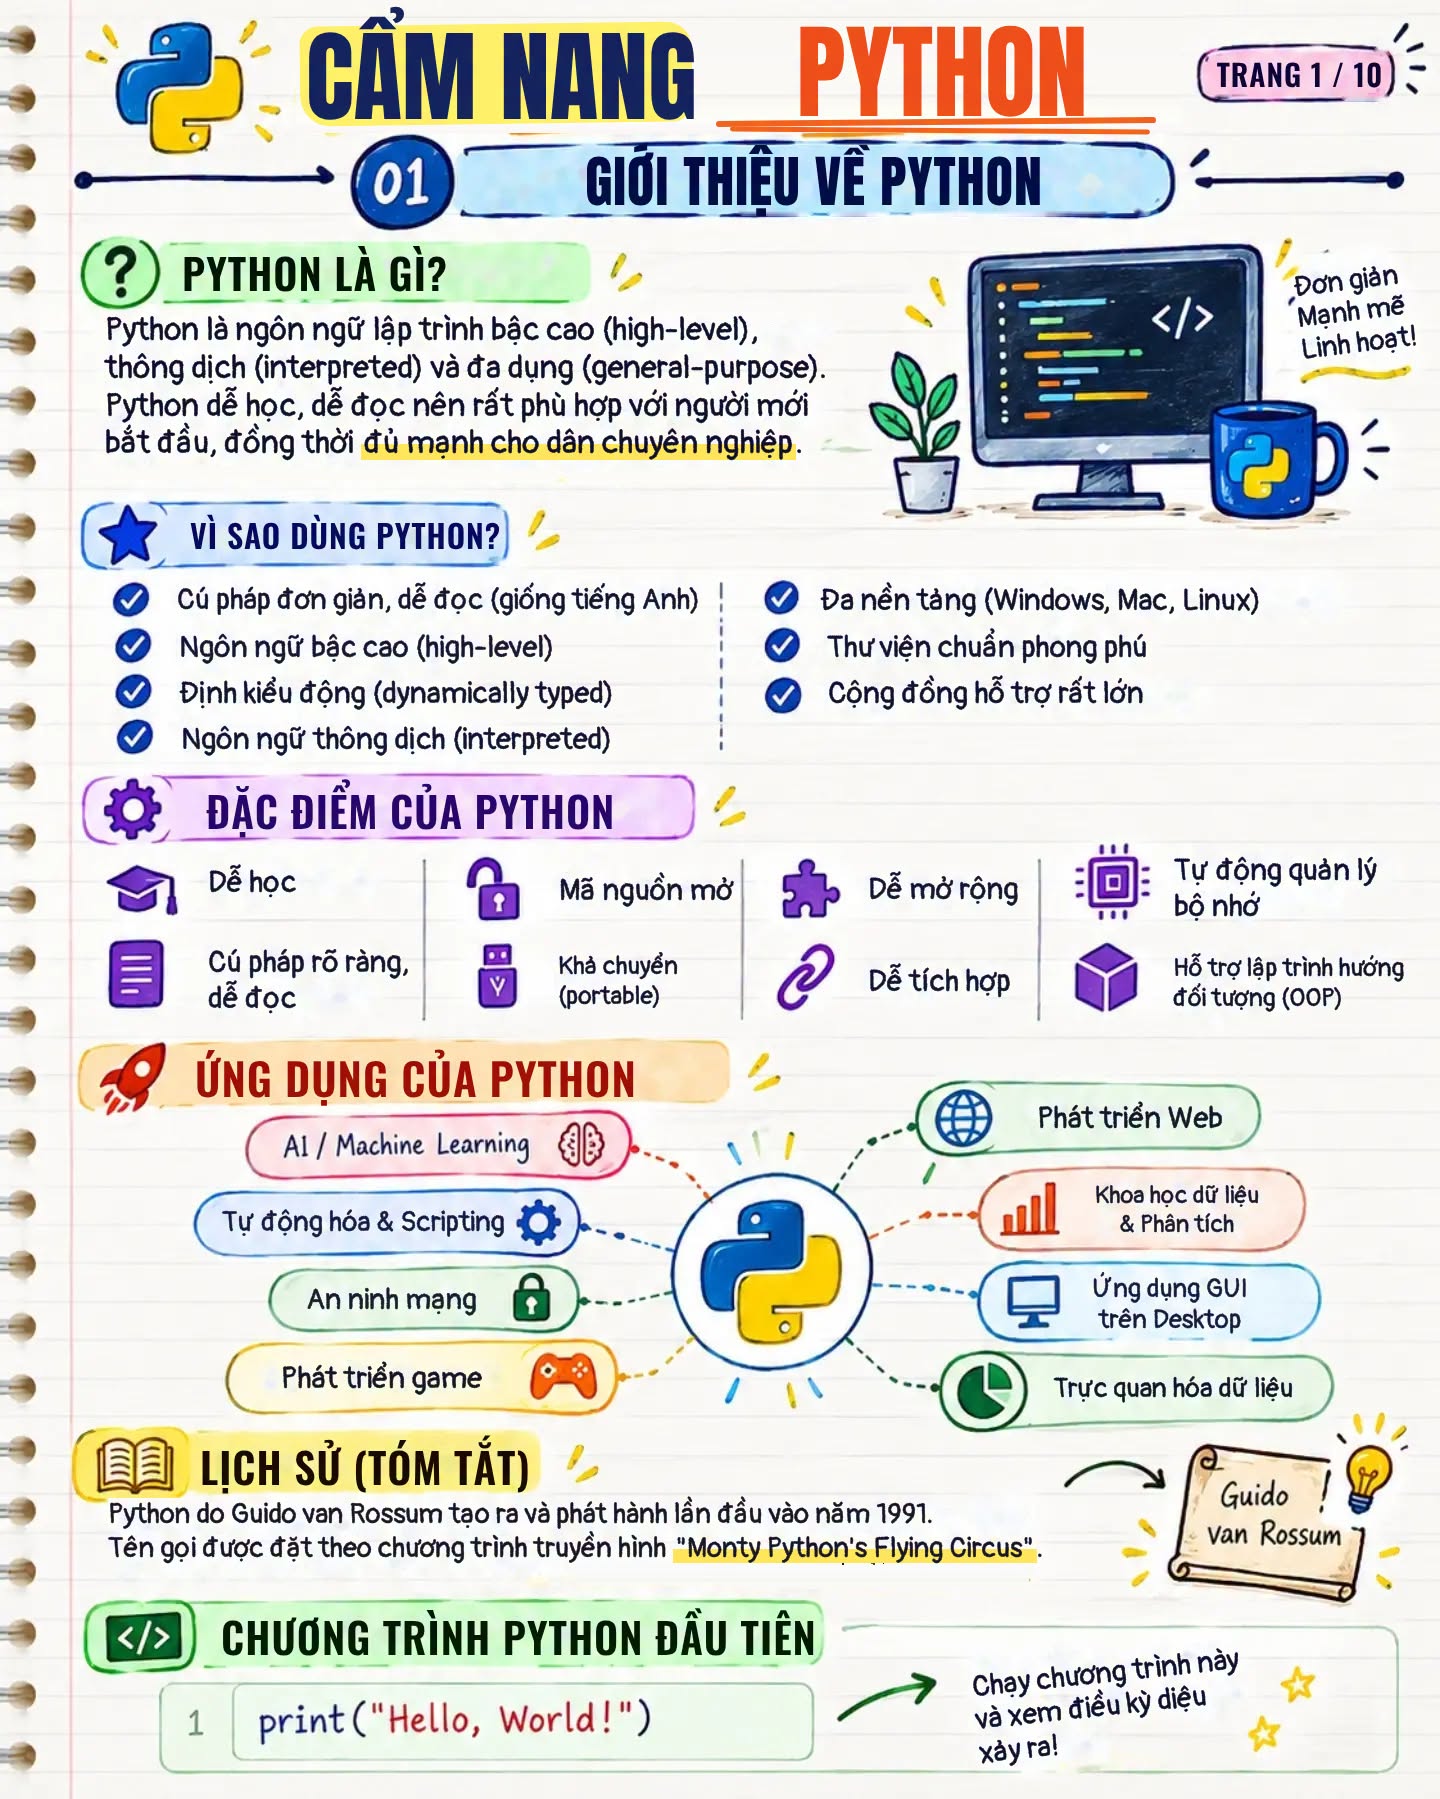 CẨM NANG PYTHON
TRANG 1 / 10
01
GIỚI THIỆU VỀ PYTHON
? PYTHON LÀ GÌ?
Python là ngôn ngữ lập trình bậc cao (high-level),
thông dịch (interpreted) và đa dụng (general-purpose).
Python dễ học, dễ đọc nên rất phù hợp với người mới
bắt đầu, đồng thời đủ mạnh cho dân chuyên nghiệp.
</>
Đơn giản
Mạnh mẽ
Linh hoạt!
VÌ SAO DÙNG PYTHON?
Cú pháp đơn giản, dễ đọc (giống tiếng Anh)
Ngôn ngữ bậc cao (high-level)
Định kiểu động (dynamically typed)
Ngôn ngữ thông dịch (interpreted)
Đa nền tảng (Windows, Mac, Linux)
Thư viện chuẩn phong phú
Cộng đồng hỗ trợ rất lớn
ĐẶC ĐIỂM CỦA PYTHON
Dễ học
Cú pháp rõ ràng,
dễ đọc
Mã nguồn mở
Khả chuyển
(portable)
Dễ mở rộng
Dễ tích hợp
Tự động quản lý
bộ nhớ
Hỗ trợ lập trình hướng
đối tượng (OOP)
ỨNG DỤNG CỦA PYTHON
AI / Machine Learning
Tự động hóa & Scripting
An ninh mạng
Phát triển game
Phát triển Web
Khoa học dữ liệu
& Phân tích
Ứng dụng GUI
trên Desktop
Trực quan hóa dữ liệu
LỊCH SỬ (TÓM TẮT)
Python do Guido van Rossum tạo ra và phát hành lần đầu vào năm 1991.
Tên gọi được đặt theo chương trình truyền hình "Monty Python's Flying Circus".
Guido
van Rossum
!
</> CHƯƠNG TRÌNH PYTHON ĐẦU TIÊN
1 print("Hello, World!")
Chạy chương trình này
và xem điều kỳ diệu
xảy ra!